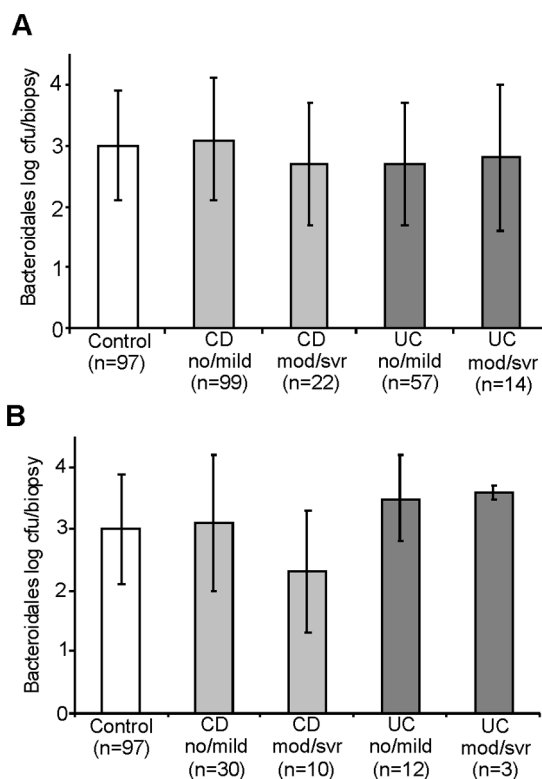 A
Bacteroidales log cfu/biopsy
4
3
2
1
0
Control
(n=97)
CD
no/mild
(n=99)
CD
mod/svr
(n=22)
UC
no/mild
(n=57)
UC
mod/svr
(n=14)
B
Bacteroidales log cfu/biopsy
4
3
2
1
0
Control
(n=97)
CD
no/mild
(n=30)
CD
mod/svr
(n=10)
UC
no/mild
(n=12)
UC
mod/svr
(n=3)